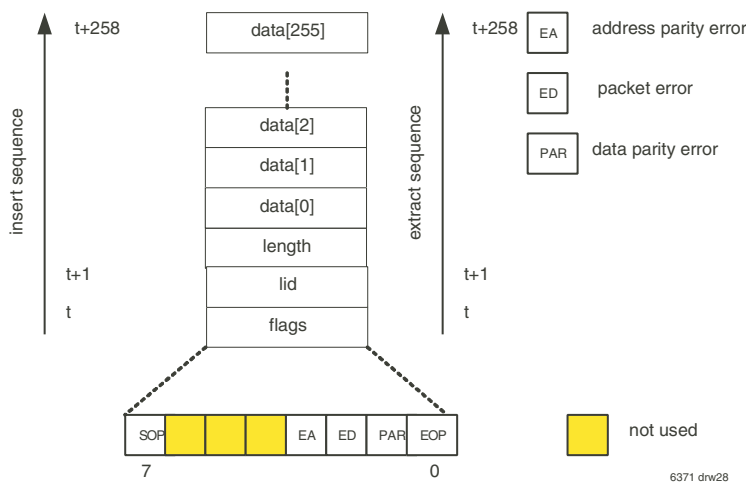 t+258
data[255]
t+258
EA
address parity error
ED
packet error
PAR
data parity error
insert sequence
extract sequence
data[2]
data[1]
data[0]
length
t+1
lid
t+1
t
flags
t
SOP
EA
ED
PAR
EOP
not used
7
0
6371 drw28